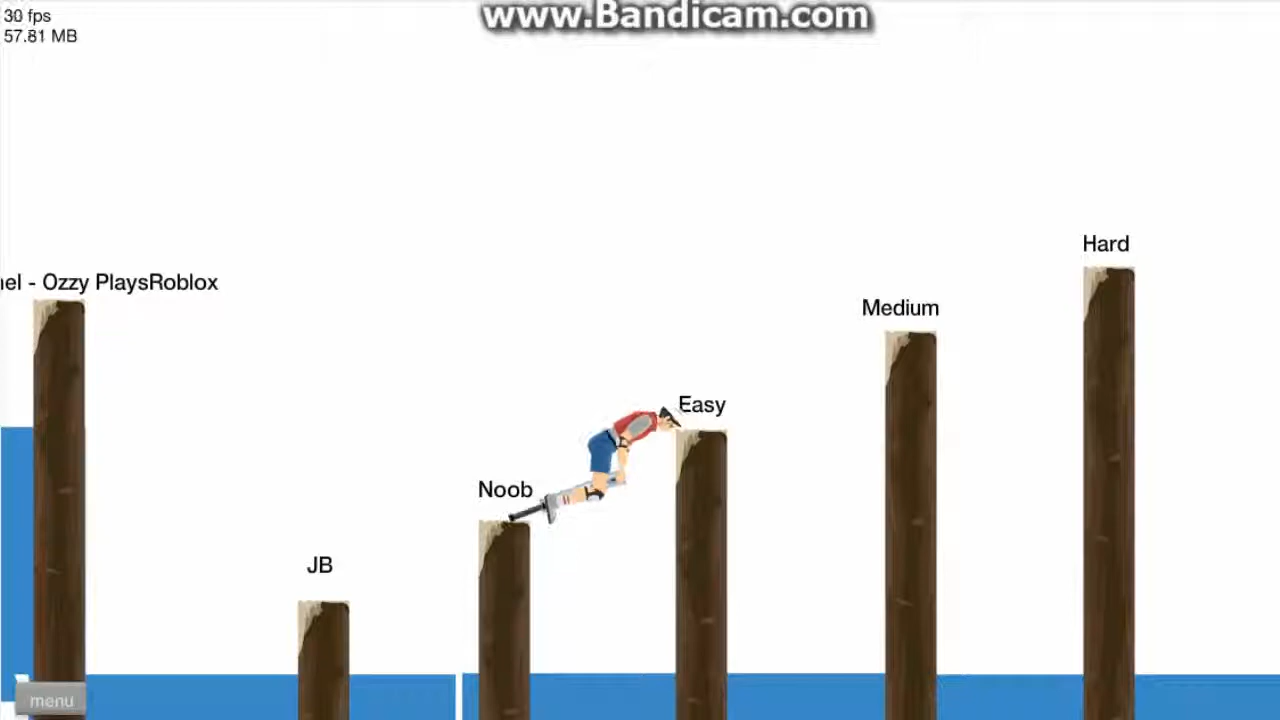 30 fps
57.81 MB
www.Bandicam.com
Hard
nel - Ozzy PlaysRoblox
Medium
Easy
Noob
JB
menu